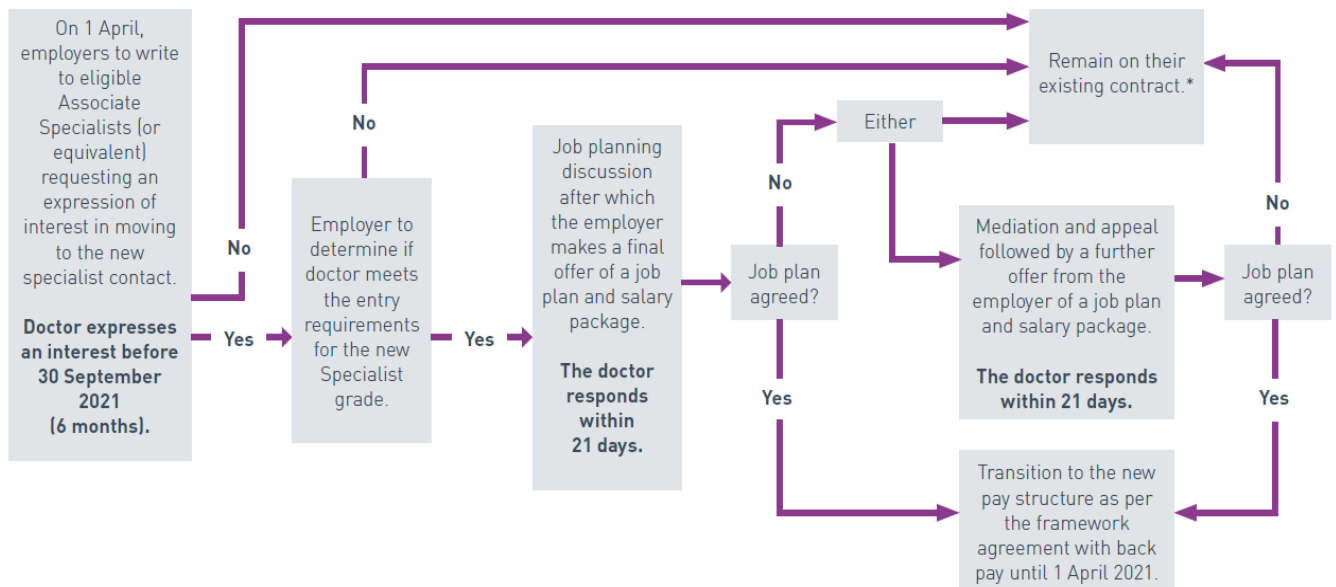 On 1 April,
employers to write
to eligible
Associate
Specialists (or
equivalent)
requesting an
expression of
interest in moving
to the new
specialist contact.
Doctor expresses
an interest before
30 September
2021
(6 months).
No
Yes
No
Employer to
determine if
doctor meets
the entry
requirements
for the new
Specialist
grade.
Yes
Job planning
discussion
after which
the employer
makes a final
offer of a job
plan and salary
package.
The doctor
responds
within
21 days.
Job plan
agreed?
No
Yes
Either
Remain on their
existing contract.*
Mediation and appeal
followed by a further
offer from the
employer of a job plan
and salary package.
The doctor responds
within 21 days.
No
Job plan
agreed?
Yes
Transition to the new
pay structure as per
the framework
agreement with back
pay until 1 April 2021.